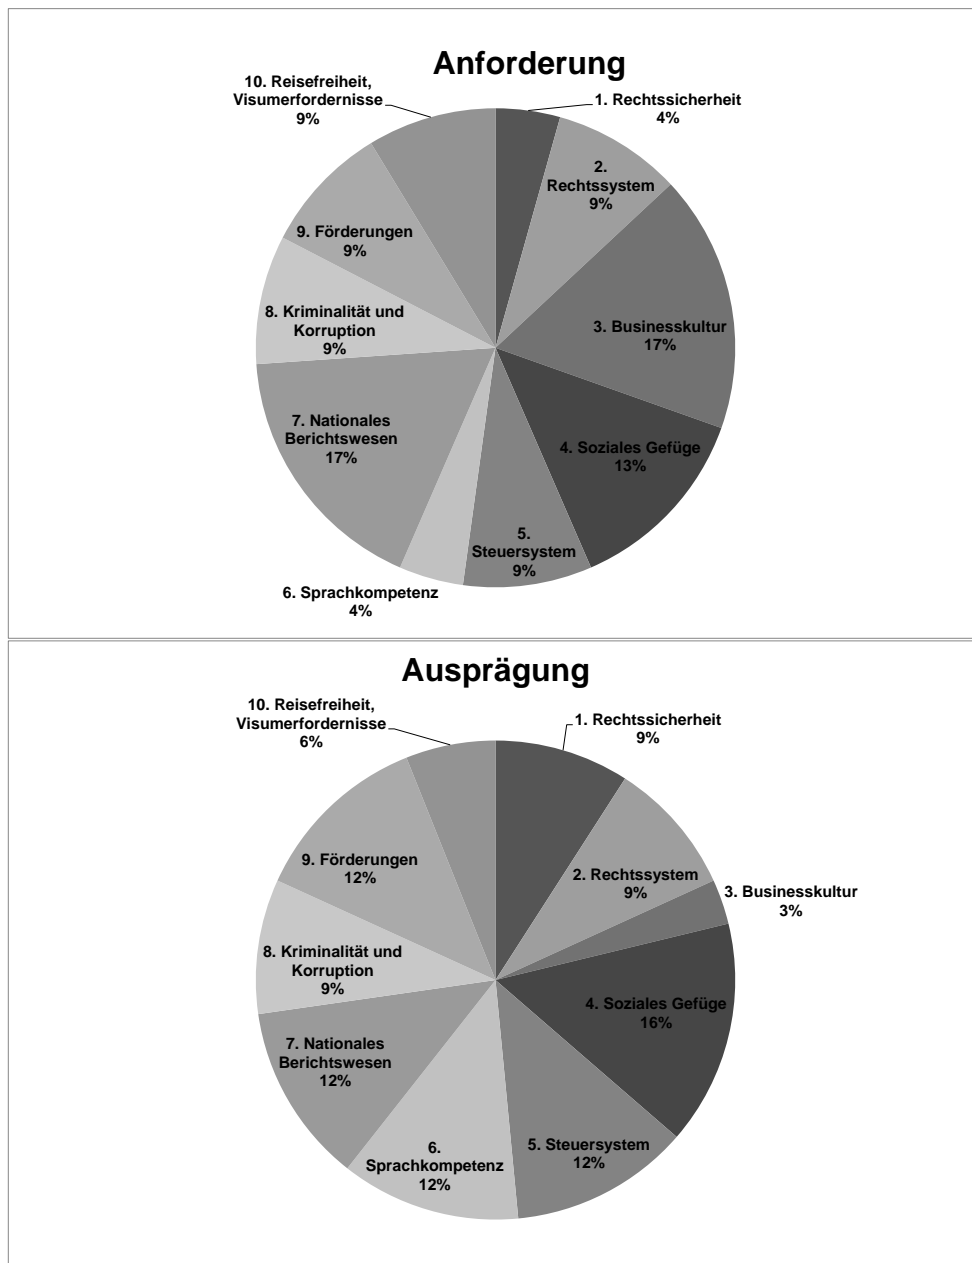 Anforderung
10. Reisefreiheit,
Visumerfordernisse
9%
1. Rechtssicherheit
4%
2.
Rechtssystem
9%
9. Förderungen
9%
8. Kriminalität und
Korruption
9%
3. Businesskultur
17%
7. Nationales
Berichtswesen
17%
4. Soziales Gefüge
13%
5.
Steuersystem
9%
6. Sprachkompetenz
4%
Ausprägung
10. Reisefreiheit,
Visumerfordernisse
6%
1. Rechtssicherheit
9%
9. Förderungen
12%
2. Rechtssystem
9%
3. Businesskultur
3%
8. Kriminalität und
Korruption
9%
4. Soziales Gefüge
16%
7. Nationales
Berichtswesen
12%
6.
Sprachkompetenz
12%
5. Steuersystem
12%